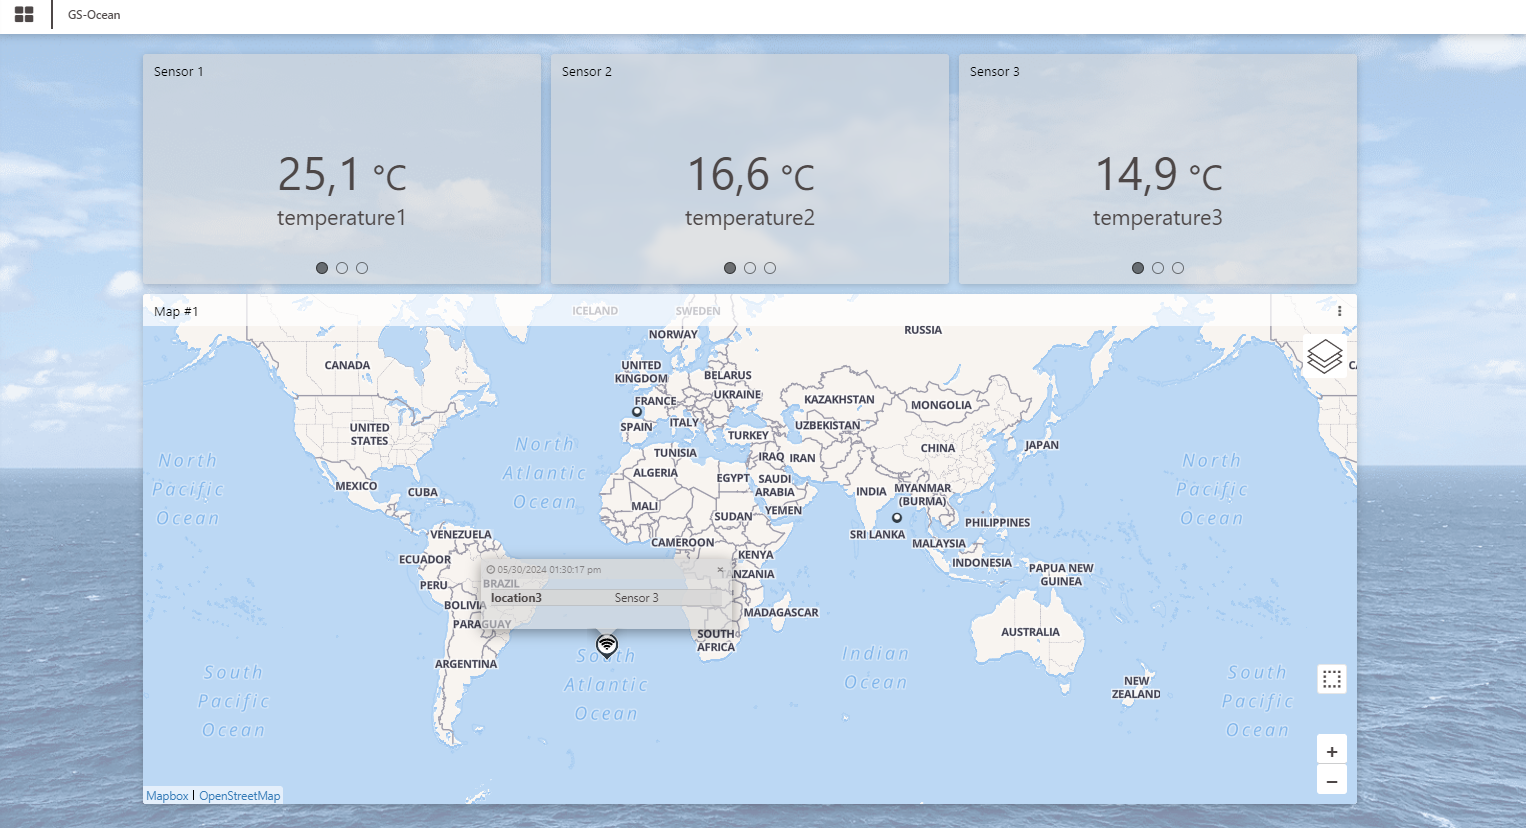 GS-Ocean
Sensor 1
25,1 °C
temperature1
Sensor 2
16,6 °C
temperature2
Sensor 3
14,9 °C
temperature3
Map #1
ICELAND
SWEDEN
NORWAY
RUSSIA
CANADA
UNITED
KINGDOM
BELARUS
UKRAINE
FRANCE
KAZAKHSTAN
MONGOLIA
SPAIN
ITALY
TURKEY
UZBEKISTAN
UNITED
STATES
North
Atlantic
Ocean
TUNISIA
IRAQ
IRAN
CHINA
JAPAN
North
Pacific
Ocean
ALGERIA
EGYPT
SAUDI
ARABIA
INDIA
MYANMAR
(BURMA)
North
Pacific
Ocean
MEXICO
CUBA
MALI
SUDAN
YEMEN
PHILIPPINES
VENEZUELA
CAMEROON
SRI LANKA
MALAYSIA
ECUADOR
KENYA
INDONESIA
PAPUA NEW
GUINEA
05/30/2024 01:30:17 pm
×
TANZANIA
PERU
BRAZIL
location3 Sensor 3
BOLIVIA
MADAGASCAR
PARAGUAY
SOUTH
AFRICA
AUSTRALIA
ARGENTINA
South
Atlantic
Ocean
Indian
Ocean
South
Pacific
Ocean
NEW
ZEALAND
South
Pacific
Ocean
+
−
Mapbox | OpenStreetMap